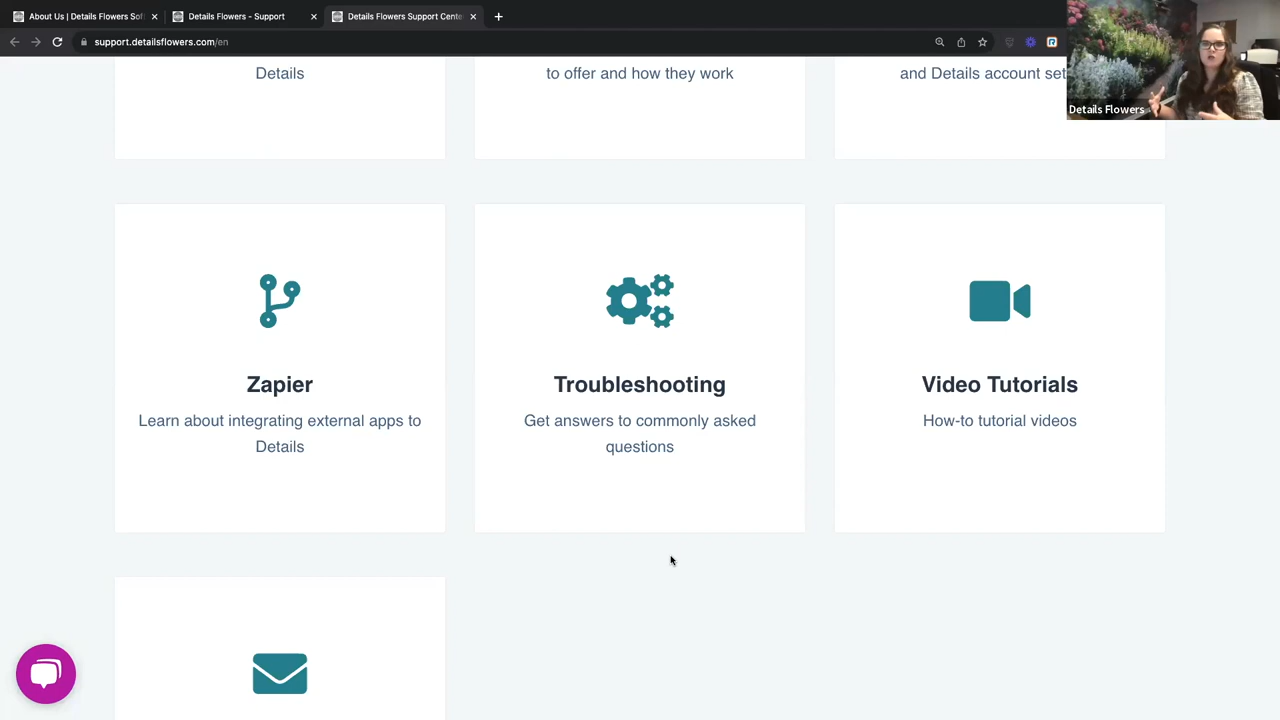 About Us | Details Flowers Sof
Details Flowers - Support
Details Flowers Support Cente
support.detailsflowers.com/en
Details Flowers
Details
to offer and how they work
and Details account set
Zapier
Learn about integrating external apps to
Details
Troubleshooting
Get answers to commonly asked
questions
Video Tutorials
How-to tutorial videos